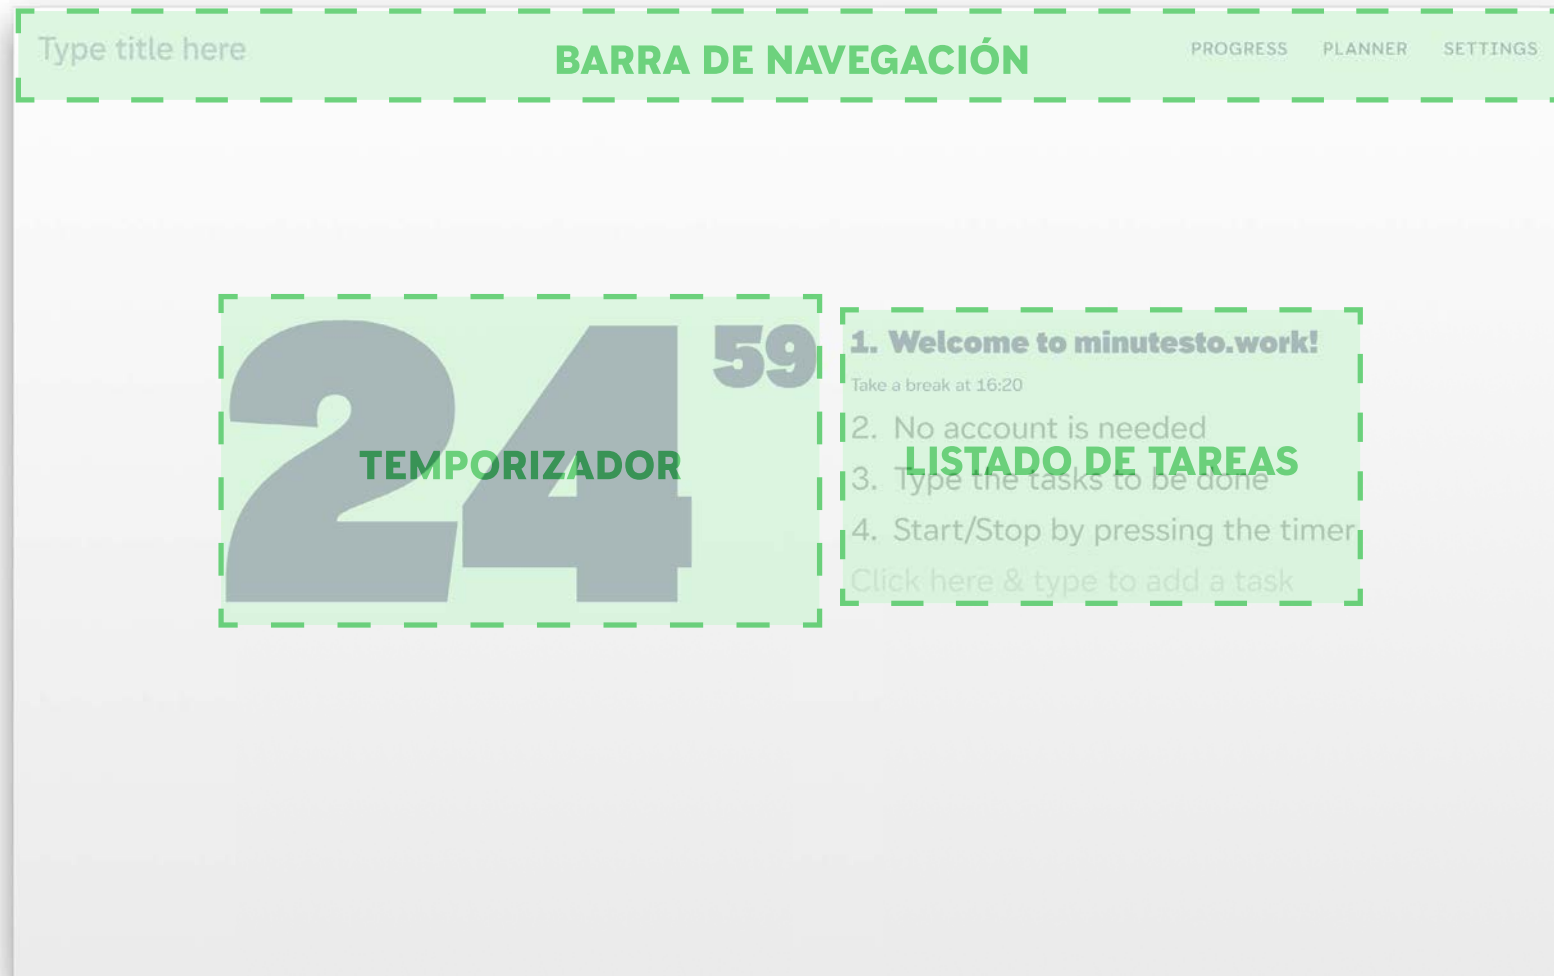 Type title here
BARRA DE NAVEGACIÓN
PROGRESS PLANNER SETTINGS
24 59
TEMPORIZADOR
1. Welcome to minutesto.work!
Take a break at 16:20
2. No account is needed
LISTADO DE TAREAS
3. Type the tasks to be done
4. Start/Stop by pressing the timer
Click here & type to add a task